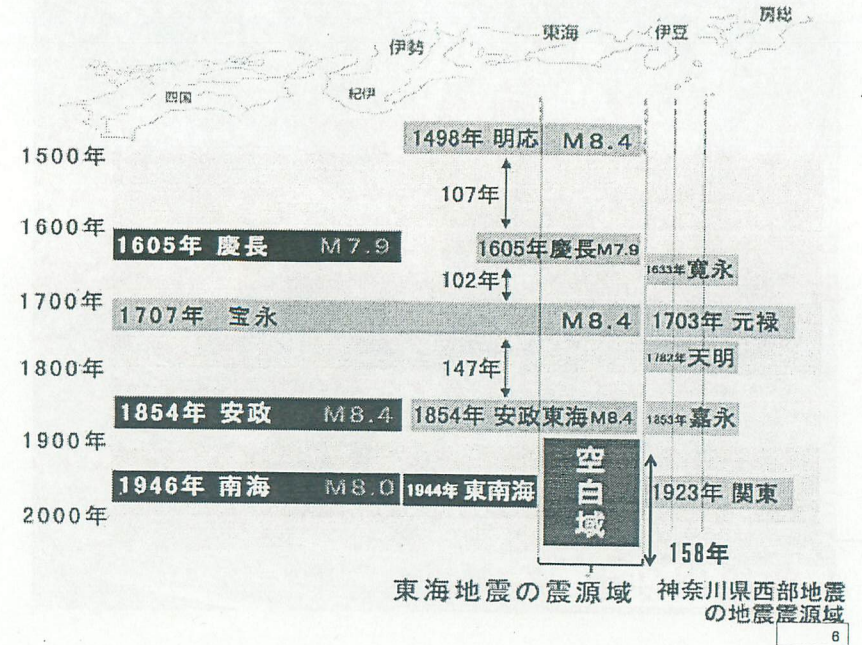 房総
伊勢 東海 伊豆
四国 紀伊
1498年 明応 M8.4
1500年
107年
1600年
1605年 慶長 M7.9 1605年慶長M7.9
1633年 寛永
102年
1700年
1707年 宝永 M8.4 1703年 元禄
1782年 天明
147年
1800年
1854年 安政 M8.4 1854年 安政東海M8.4 1853年 嘉永
1900年
空白域
1946年 南海 M8.0 1944年 東南海 1923年 関東
2000年
158年
東海地震の震源域 神奈川県西部地震
の地震震源域
6